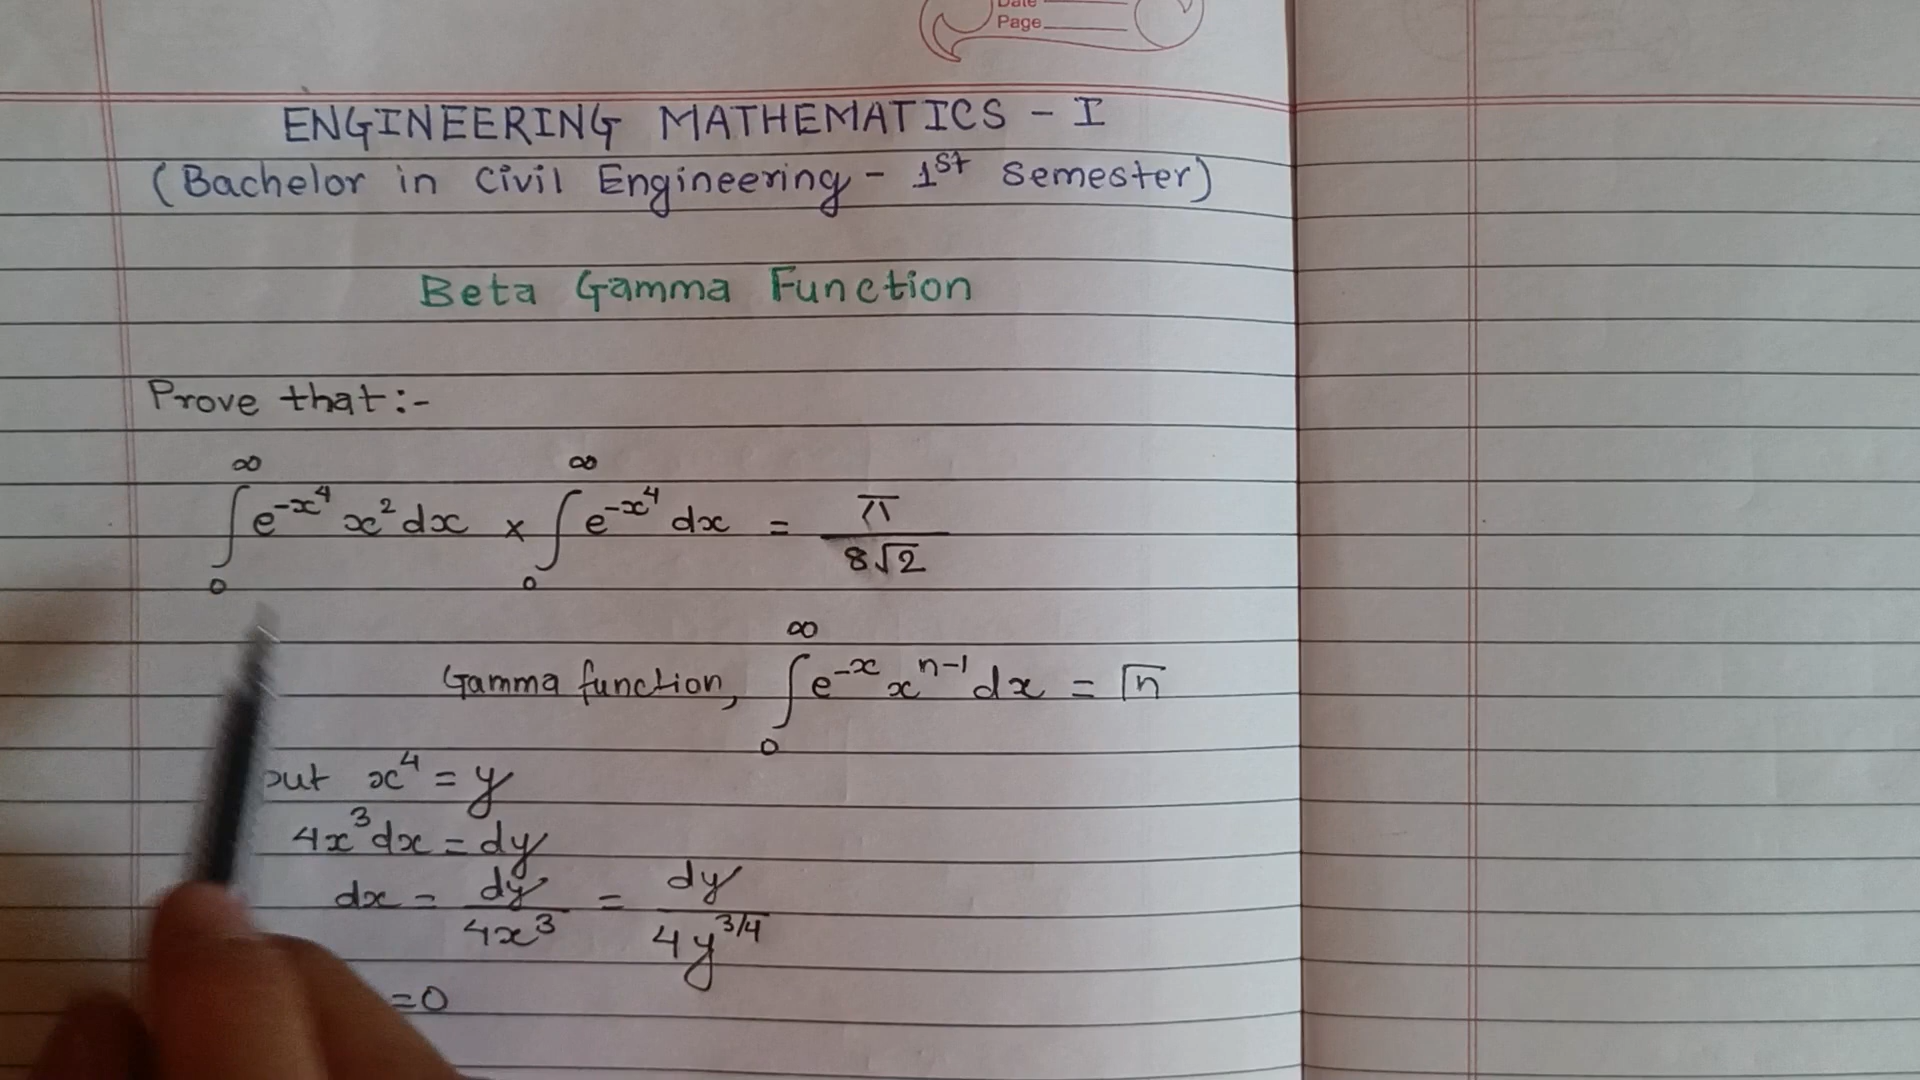 Date
Page
ENGINEERING MATHEMATICS - I
(Bachelor in Civil Engineering - 1st Semester)
Beta Gamma Function
Prove that:-
∫₀^∞ e^{-x⁴} x² dx × ∫₀^∞ e^{-x⁴} dx = π / 8√2
Gamma function, ∫₀^∞ e^{-x} x^{n-1} dx = Γn
put x⁴ = y
4x³dx = dy
dx = dy / 4x³ = dy / 4y^{3/4}
=0